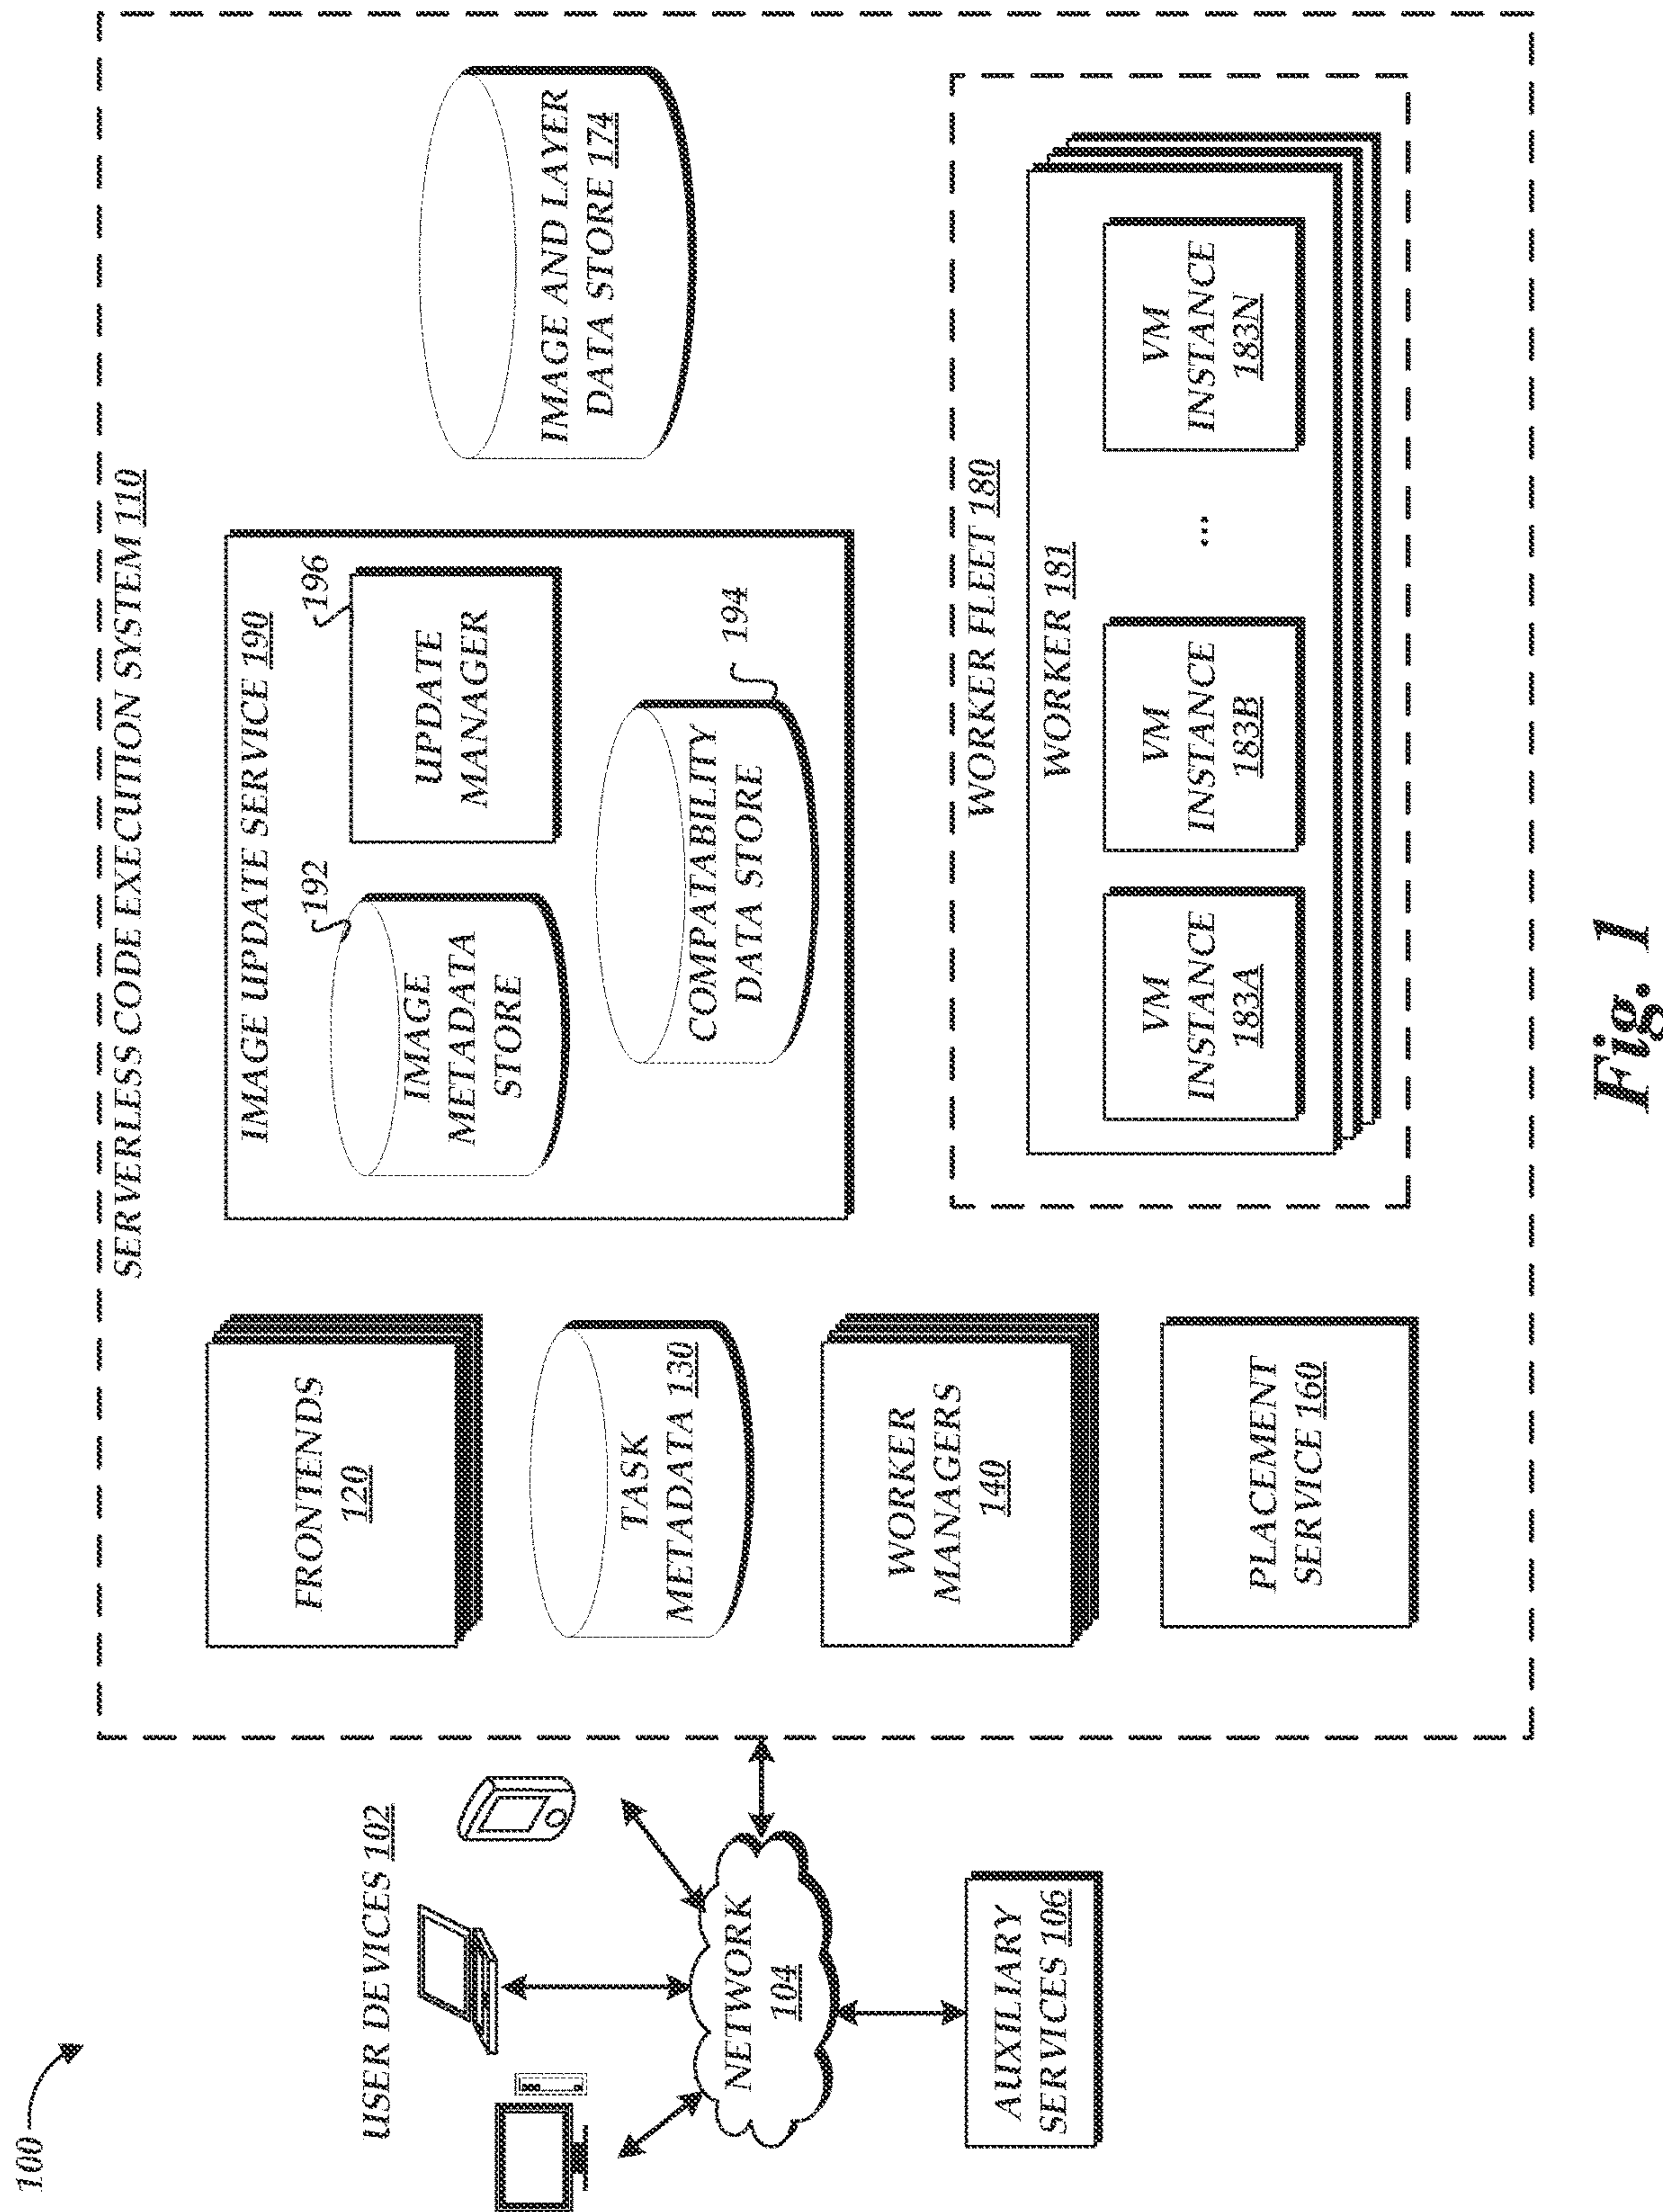 100
USER DEVICES 102
NETWORK
104
AUXILIARY
SERVICES 106
SERVERLESS CODE EXECUTION SYSTEM 110
FRONTENDS
120
TASK
METADATA 130
WORKER
MANAGERS
140
PLACEMENT
SERVICE 160
IMAGE UPDATE SERVICE 190
192
IMAGE
METADATA
STORE
196
UPDATE
MANAGER
COMPATABILITY
DATA STORE
194
IMAGE AND LAYER
DATA STORE 174
WORKER FLEET 180
WORKER 181
VM
INSTANCE
183A
VM
INSTANCE
183B
...
VM
INSTANCE
183N
Fig. 1